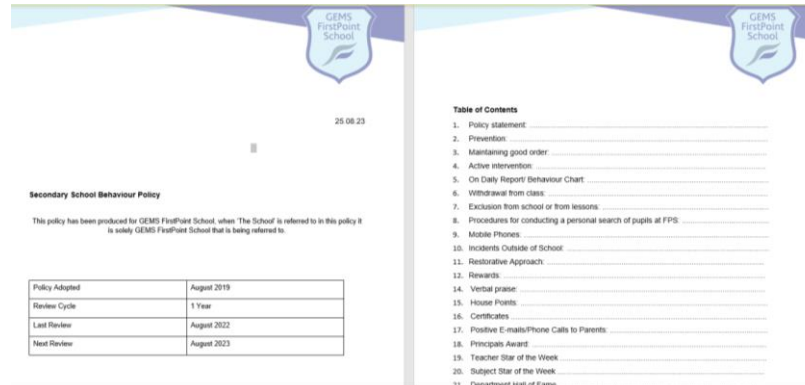 GEMS
FirstPoint
School
25 08 23
Secondary School Behaviour Policy
This policy has been produced for GEMS FirstPoint School, when 'The School' is referred to in this policy it
is solely GEMS FirstPoint School that is being referred to.
Policy Adopted August 2019
Review Cycle 1 Year
Last Review August 2022
Next Review August 2023
GEMS
FirstPoint
School
Table of Contents
1. Policy statement
2. Prevention:
3. Maintaining good order:
4. Active intervention:
5. On Daily Report/ Behaviour Chart:
6. Withdrawal from class:
7. Exclusion from school or from lessons:
8. Procedures for conducting a personal search of pupils at FPS:
9. Mobile Phones:
10. Incidents Outside of School:
11. Restorative Approach:
12. Rewards:
14. Verbal praise:
15. House Points:
16. Certificates
17. Positive E-mails/Phone Calls to Parents:
18. Principals Award:
19. Teacher Star of the Week
20. Subject Star of the Week
21. Department Hall of Fame